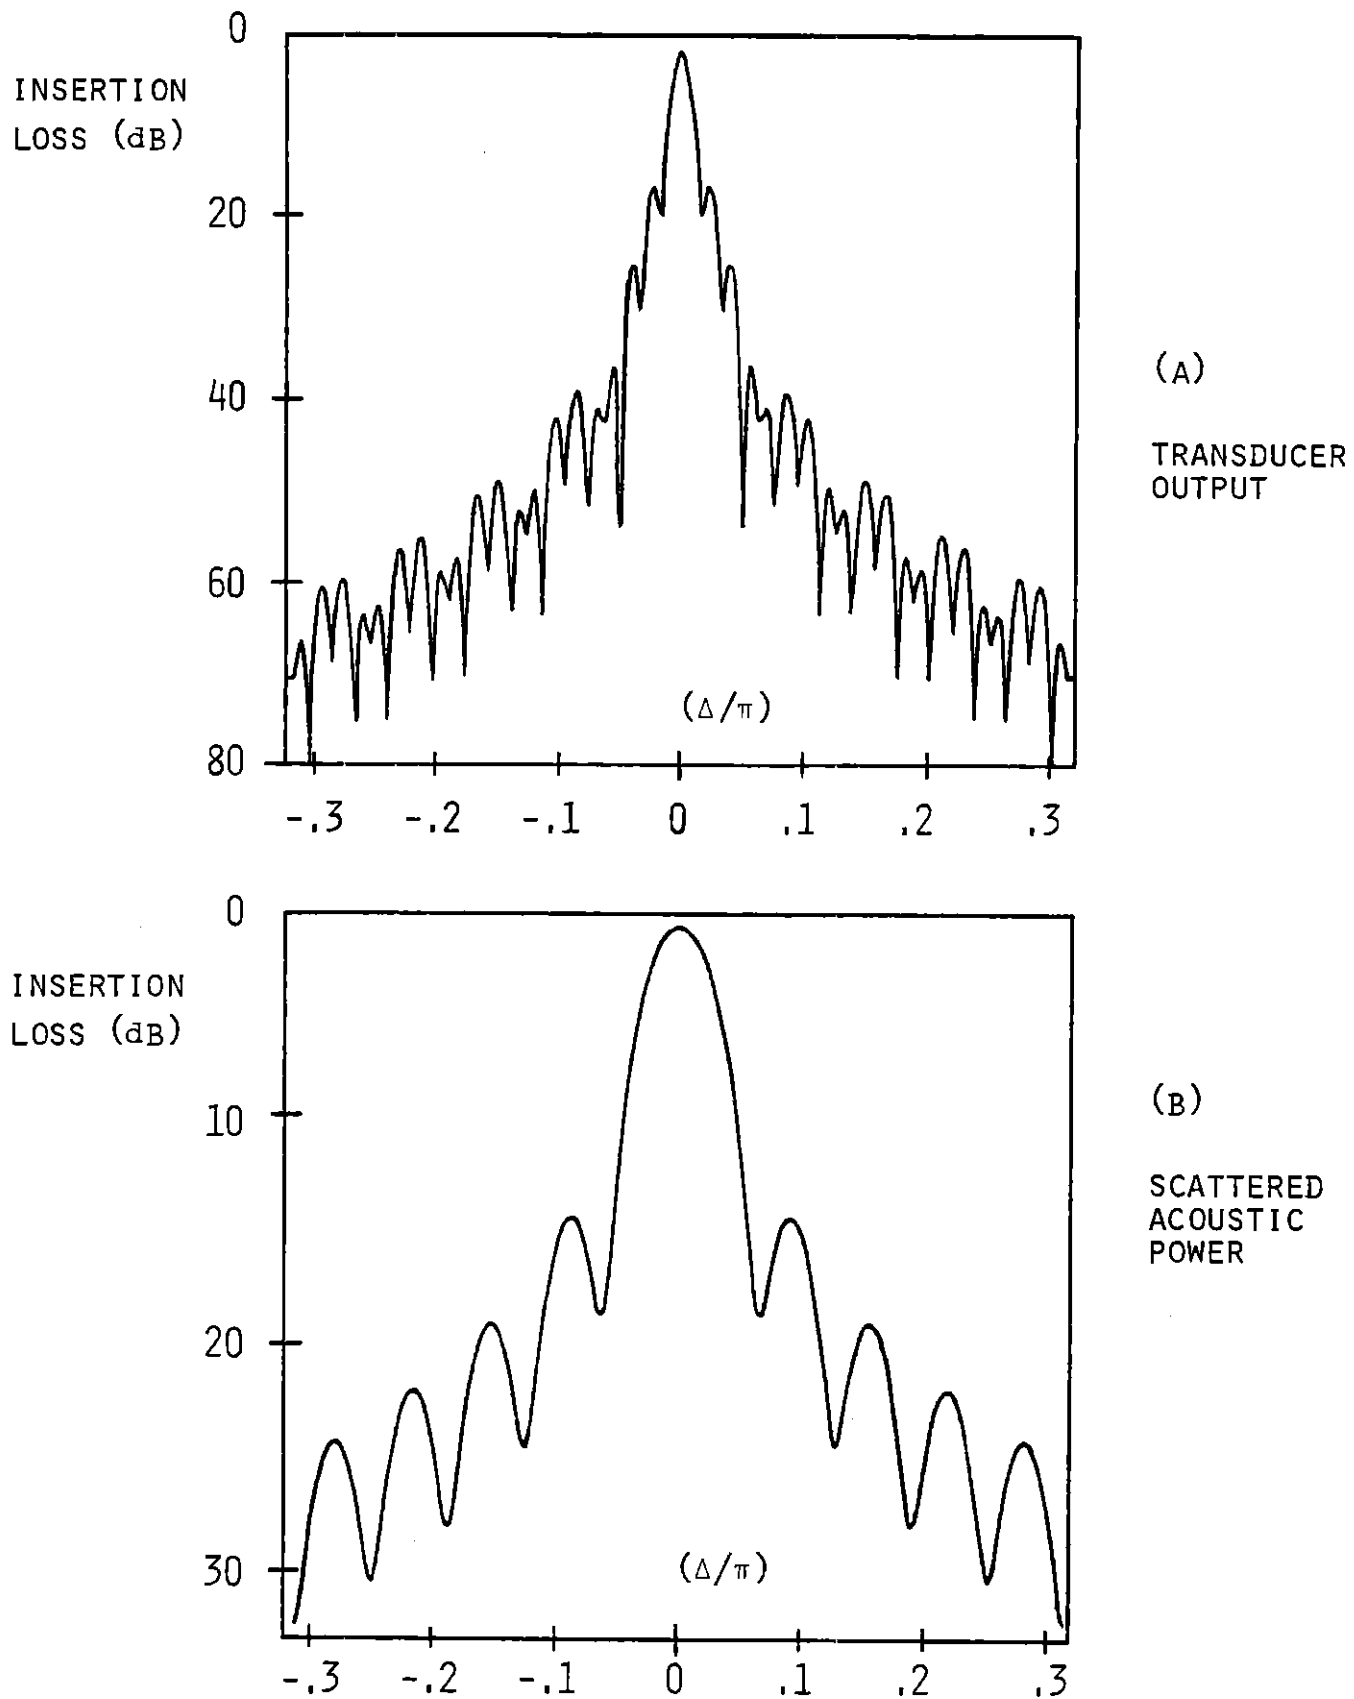 0
INSERTION
LOSS (dB)
20
40
60
80
(Δ/π)
-.3 -.2 -.1 0 .1 .2 .3
(A)
TRANSDUCER
OUTPUT
0
INSERTION
LOSS (dB)
10
20
30
(Δ/π)
-.3 -.2 -.1 0 .1 .2 .3
(B)
SCATTERED
ACOUSTIC
POWER